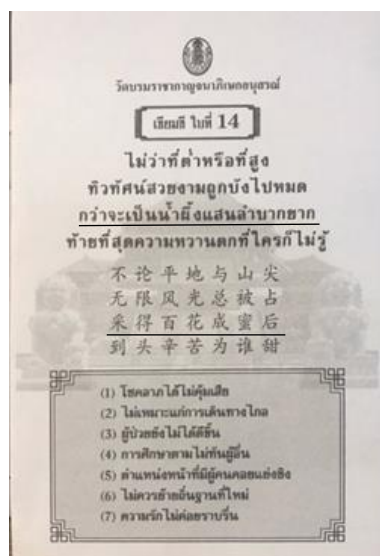 วัดบรมราชากาญจนาภิเษกอนุสรณ์
เซียมซี ใบที่ 14
ไม่ว่าที่ต่ำหรือที่สูง
ทิวทัศน์สวยงามถูกบังไปหมด
กว่าจะเป็นน้ำผึ้งแสนลำบากยาก
ท้ายที่สุดความหวานตกที่ใครก็ไม่รู้
不论平地与山尖
无限风光总被占
采得百花成蜜后
到头辛苦为谁甜
(1) โชคลาภได้ไม่คุ้มเสีย
(2) ไม่เหมาะแก่การเดินทางไกล
(3) ผู้ป่วยยังไม่ได้ดีขึ้น
(4) การศึกษาตามไม่ทันผู้อื่น
(5) ตำแหน่งหน้าที่มีผู้คนคอยแย่งชิง
(6) ไม่ควรย้ายถิ่นฐานที่ใหม่
(7) ความรักไม่ค่อยราบรื่น